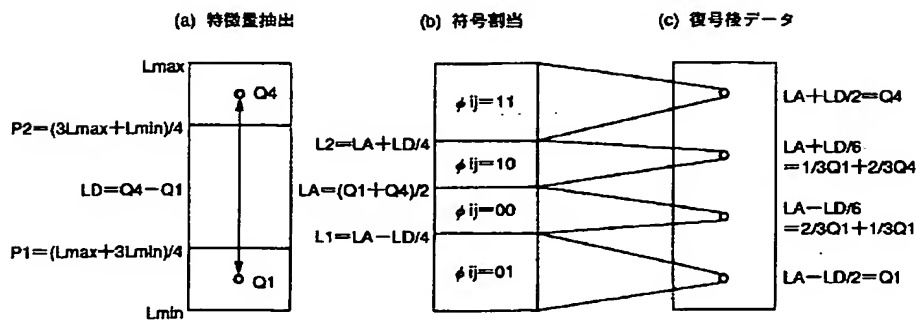 (a) 特徴量抽出
Lmax
Q4
P2=(3Lmax+Lmin)/4
LD=Q4−Q1
P1=(Lmax+3Lmin)/4
Q1
Lmin
(b) 符号割当
φij=11
L2=LA+LD/4
φij=10
LA=(Q1+Q4)/2
φij=00
L1=LA−LD/4
φij=01
(c) 復号後データ
LA+LD/2=Q4
LA+LD/6
=1/3Q1+2/3Q4
LA−LD/6
=2/3Q1+1/3Q1
LA−LD/2=Q1